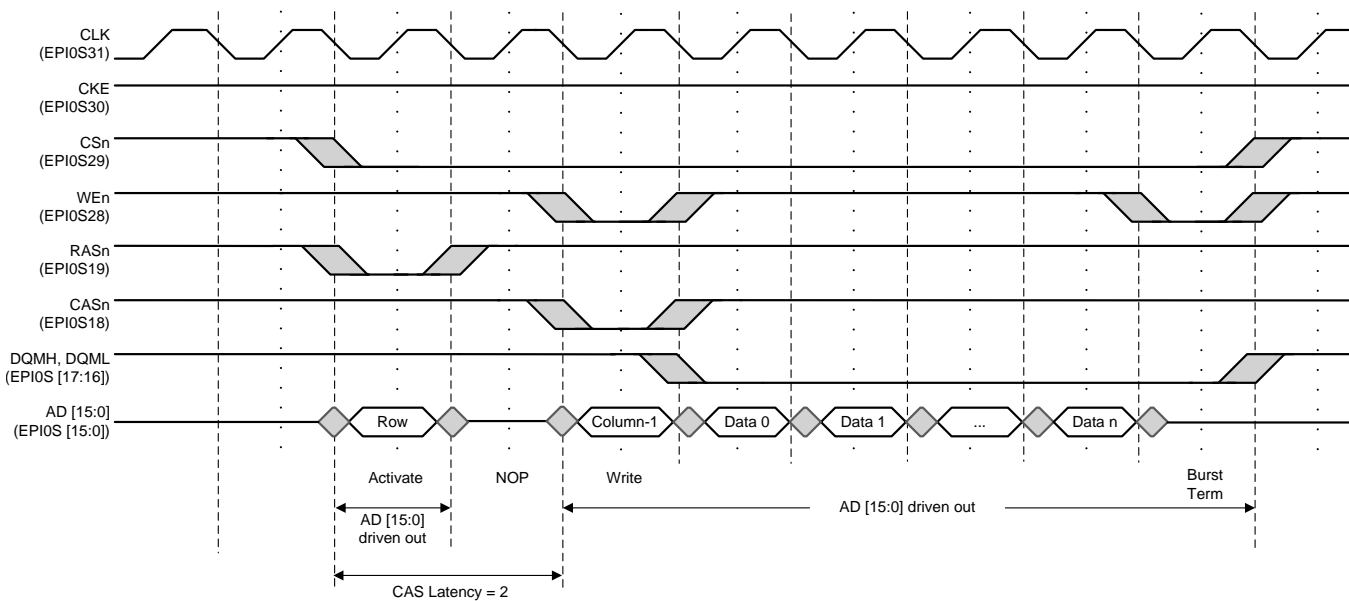 CLK
(EPI0S31)
CKE
(EPI0S30)
CSn
(EPI0S29)
WEn
(EPI0S28)
RASn
(EPI0S19)
CASn
(EPI0S18)
DQMH, DQML
(EPI0S [17:16])
AD [15:0]
(EPI0S [15:0])
Row
Column-1
Data 0
Data 1
...
Data n
Activate
NOP
Write
Burst
Term
AD [15:0]
driven out
AD [15:0] driven out
CAS Latency = 2